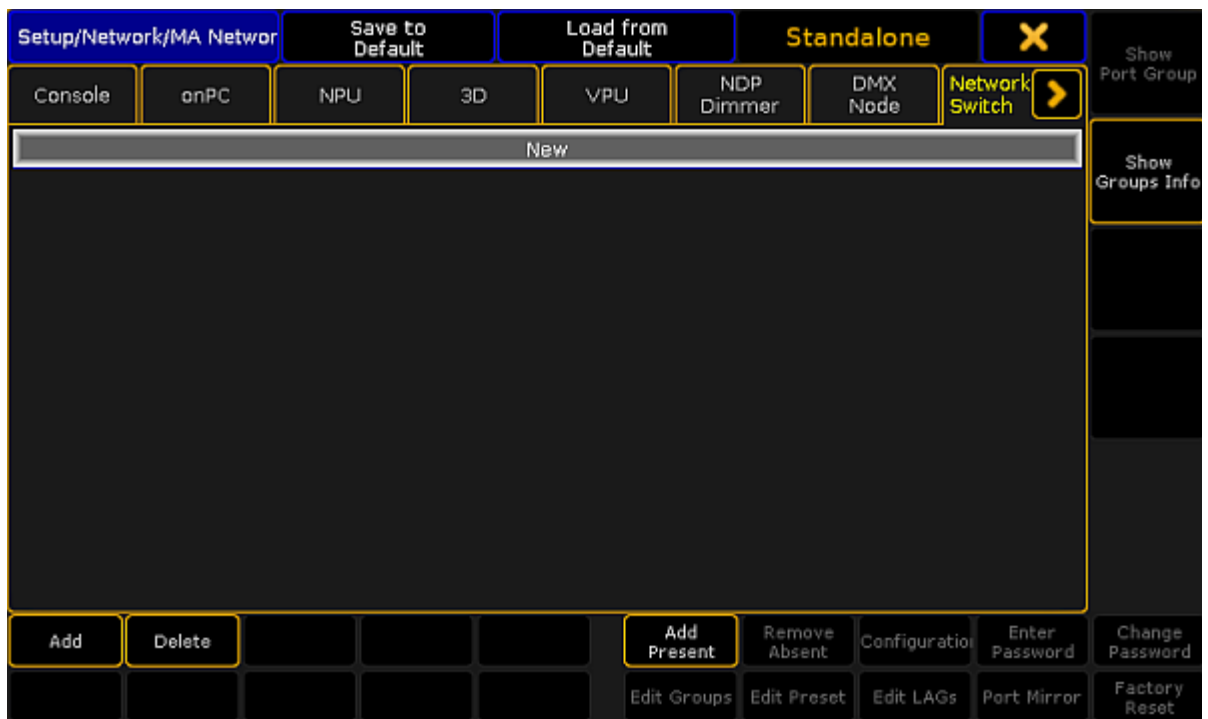 Setup/Network/MA Networ
Save to
Default
Load from
Default
Standalone
Show
Port Group
Console
onPC
NPU
3D
VPU
NDP
Dimmer
DMX
Node
Network
Switch
New
Show
Groups Info
Add
Delete
Add
Present
Remove
Absent
Configuratio
Enter
Password
Change
Password
Edit Groups
Edit Preset
Edit LAGs
Port Mirror
Factory
Reset